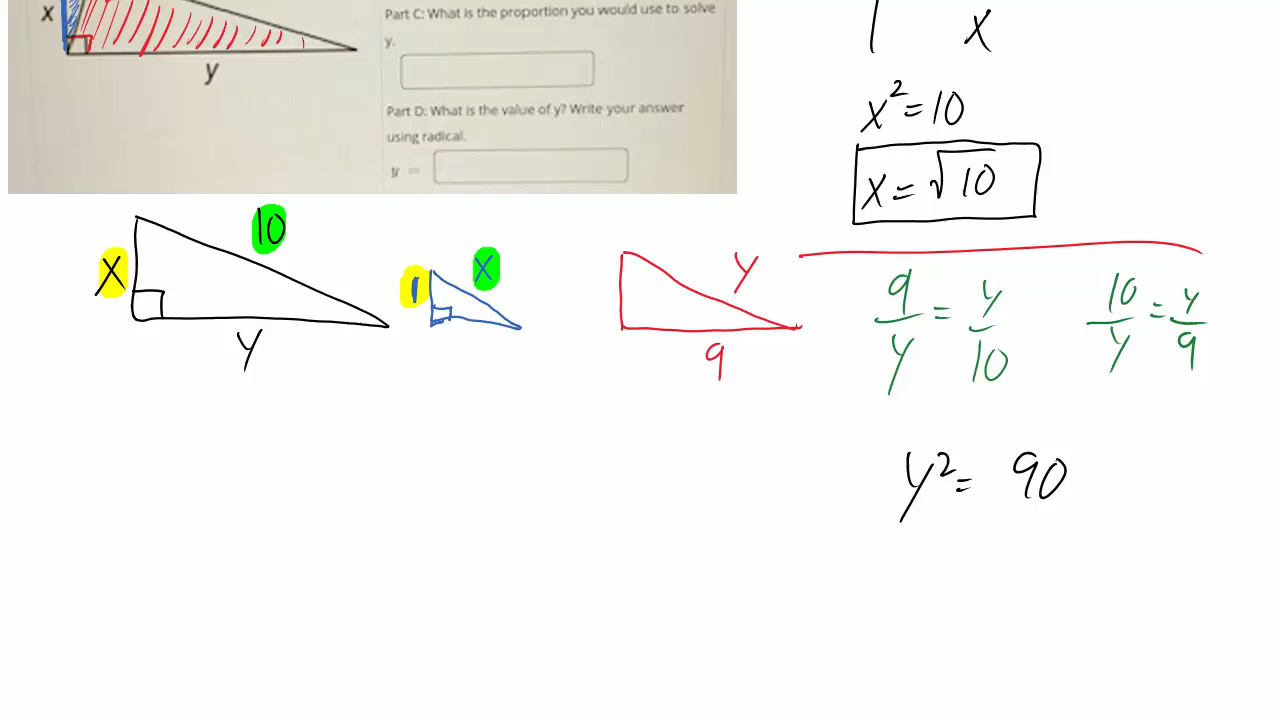 x
y
Part C: What is the proportion you would use to solve
y.
Part D: What is the value of y? Write your answer
using radical.
y =
1 x
x² = 10
x = √10
10
x
y
1
x
y
9
9/y = y/10
10/y = y/9
y² = 90